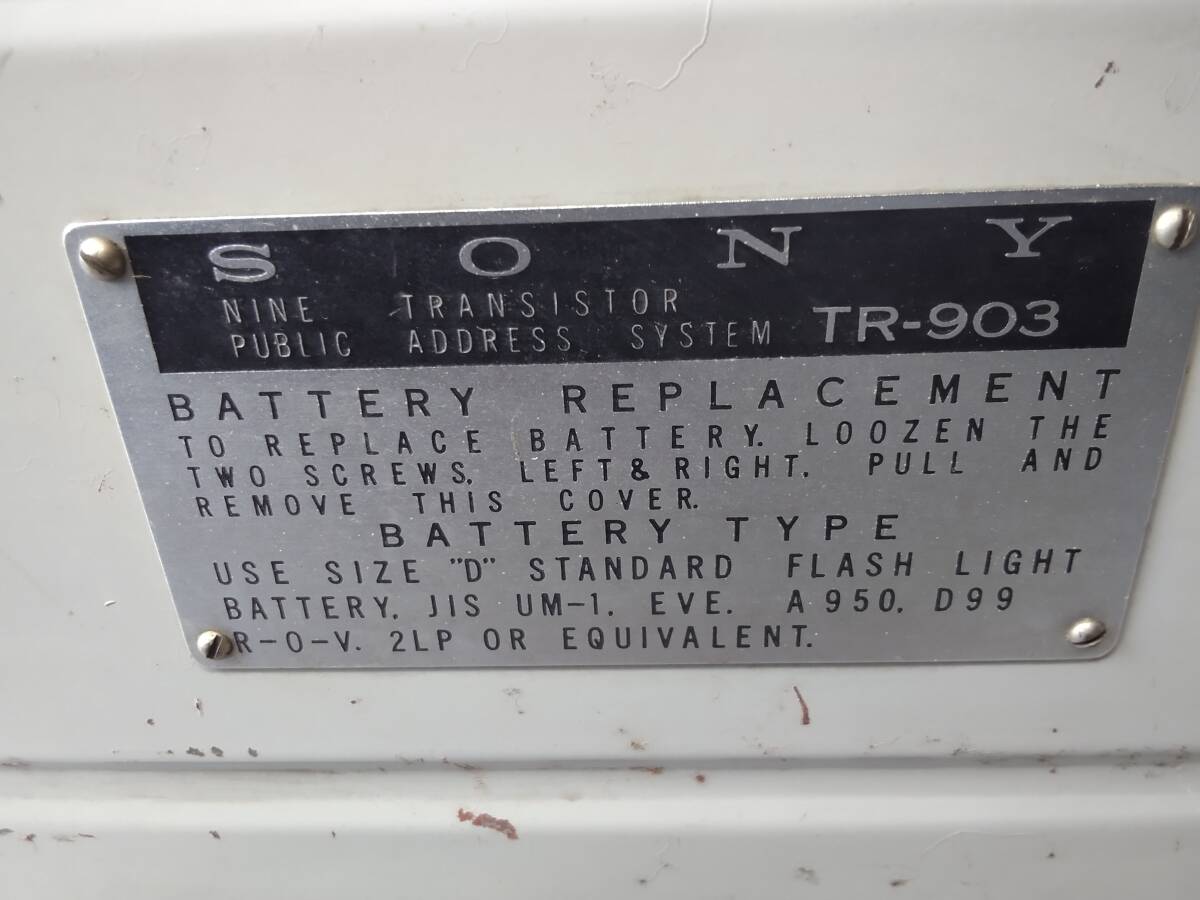 SONY
NINE TRANSISTOR
PUBLIC ADDRESS SYSTEM TR-903
BATTERY REPLACEMENT
TO REPLACE BATTERY. LOOZEN THE
TWO SCREWS. LEFT & RIGHT. PULL AND
REMOVE THIS COVER.
BATTERY TYPE
USE SIZE "D" STANDARD FLASH LIGHT
BATTERY. JIS UM-1. EVE. A950. D99
R-O-V. 2LP OR EQUIVALENT.